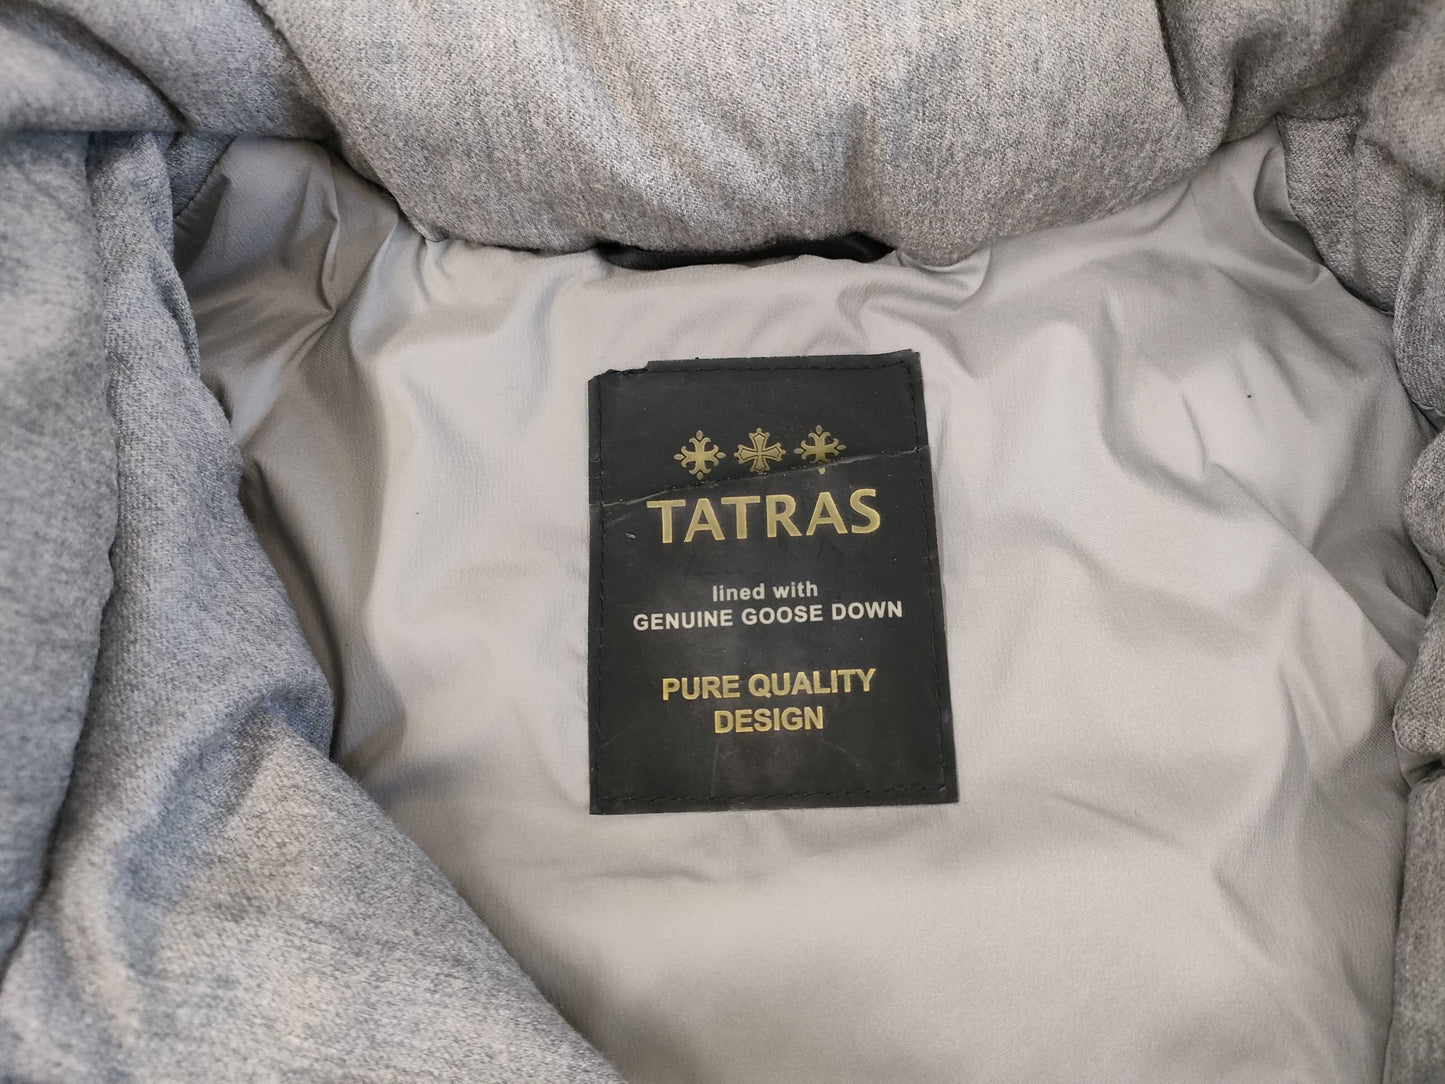 TATRAS
lined with
GENUINE GOOSE DOWN
PURE QUALITY
DESIGN